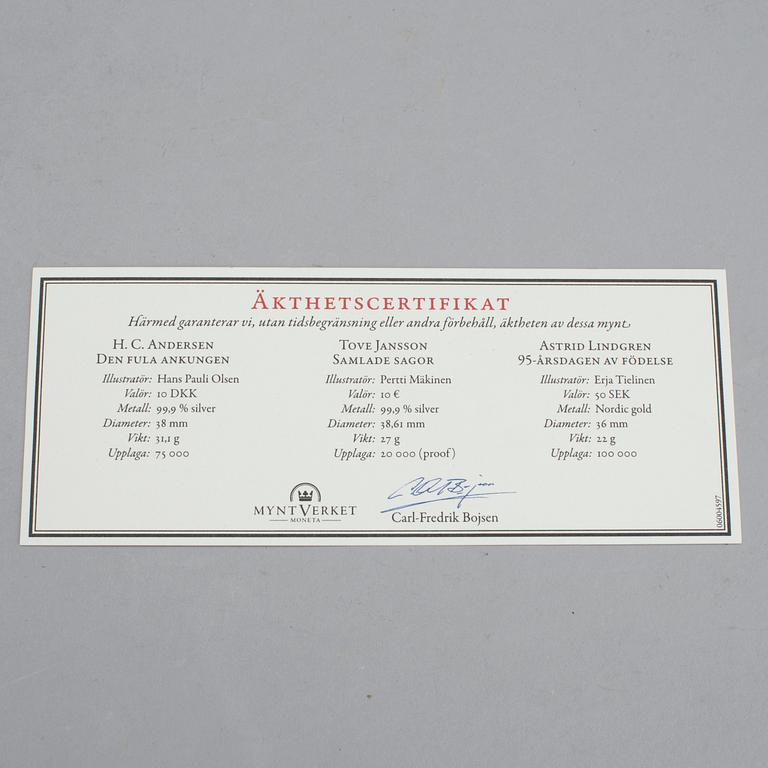 ÄKTHETSCERTIFIKAT
Härmed garanterar vi, utan tidsbegränsning eller andra förbehåll, äktheten av dessa mynt.
H. C. ANDERSEN
DEN FULA ANKUNGEN
Illustratör: Hans Pauli Olsen
Valör: 10 DKK
Metall: 99,9 % silver
Diameter: 38 mm
Vikt: 31,1 g
Upplaga: 75 000
TOVE JANSSON
SAMLADE SAGOR
Illustratör: Pertti Mäkinen
Valör: 10 €
Metall: 99,9 % silver
Diameter: 38,61 mm
Vikt: 27 g
Upplaga: 20 000 (proof)
ASTRID LINDGREN
95-ÅRSDAGEN AV FÖDELSE
Illustratör: Erja Tielinen
Valör: 50 SEK
Metall: Nordic gold
Diameter: 36 mm
Vikt: 22 g
Upplaga: 100 000
MYNTVERKET
MONETA
Carl-Fredrik Bojsen
06004597